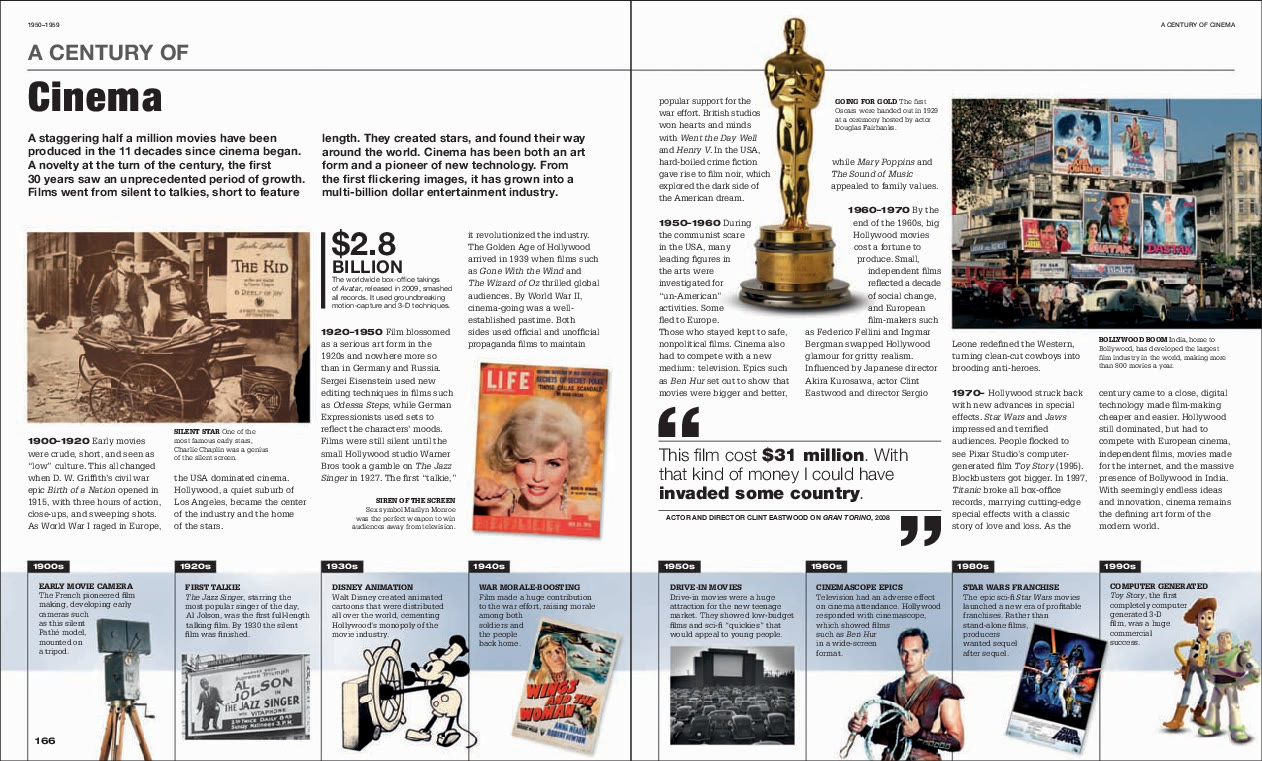 1950–1959
A CENTURY OF
Cinema
A staggering half a million movies have been
produced in the 11 decades since cinema began.
A novelty at the turn of the century, the first
30 years saw an unprecedented period of growth.
Films went from silent to talkies, short to feature
length. They created stars, and found their way
around the world. Cinema has been both an art
form and a pioneer of new technology. From
the first flickering images, it has grown into a
multi-billion dollar entertainment industry.
THE KID
6 REELS OF JOY
SILENT STAR One of the
most famous early stars,
Charlie Chaplin was a genius
of the silent screen.
1900–1920 Early movies
were crude, short, and seen as
“low” culture. This all changed
when D. W. Griffith's civil war
epic Birth of a Nation opened in
1915, with three hours of action,
close-ups, and sweeping shots.
As World War I raged in Europe,
the USA dominated cinema.
Hollywood, a quiet suburb of
Los Angeles, became the center
of the industry and the home
of the stars.
$2.8
BILLION
The worldwide box-office takings
of Avatar, released in 2009, smashed
all records. It used groundbreaking
motion-capture and 3-D techniques.
1920–1950 Film blossomed
as a serious art form in the
1920s and nowhere more so
than in Germany and Russia.
Sergei Eisenstein used new
editing techniques in films such
as Odessa Steps, while German
Expressionists used sets to
reflect the characters' moods.
Films were still silent until the
small Hollywood studio Warner
Bros took a gamble on The Jazz
Singer in 1927. The first “talkie,”
SIREN OF THE SCREEN
Sex symbol Marilyn Monroe
was the perfect weapon to win
audiences away from television.
it revolutionized the industry.
The Golden Age of Hollywood
arrived in 1939 when films such
as Gone With the Wind and
The Wizard of Oz thrilled global
audiences. By World War II,
cinema-going was a well-
established pastime. Both
sides used official and unofficial
propaganda films to maintain
LIFE
A CENTURY OF CINEMA
popular support for the
war effort. British studios
won hearts and minds
with Went the Day Well
and Henry V. In the USA,
hard-boiled crime fiction
gave rise to film noir, which
explored the dark side of
the American dream.
1950–1960 During
the communist scare
in the USA, many
leading figures in
the arts were
investigated for
“un-American”
activities. Some
fled to Europe.
Those who stayed kept to safe,
nonpolitical films. Cinema also
had to compete with a new
medium: television. Epics such
as Ben Hur set out to show that
movies were bigger and better,
GOING FOR GOLD The first
Oscars were handed out in 1929
at a ceremony hosted by actor
Douglas Fairbanks.
while Mary Poppins and
The Sound of Music
appealed to family values.
1960–1970 By the
end of the 1960s, big
Hollywood movies
cost a fortune to
produce. Small,
independent films
reflected a decade
of social change,
and European
film-makers such
as Federico Fellini and Ingmar
Bergman swapped Hollywood
glamour for gritty realism.
Influenced by Japanese director
Akira Kurosawa, actor Clint
Eastwood and director Sergio
“
This film cost $31 million. With
that kind of money I could have
invaded some country.
ACTOR AND DIRECTOR CLINT EASTWOOD ON GRAN TORINO, 2008
”
GHATAK
DASTAK
Leone redefined the Western,
turning clean-cut cowboys into
brooding anti-heroes.
1970– Hollywood struck back
with new advances in special
effects. Star Wars and Jaws
impressed and terrified
audiences. People flocked to
see Pixar Studio's computer-
generated film Toy Story (1995).
Blockbusters got bigger. In 1997,
Titanic broke all box-office
records, marrying cutting-edge
special effects with a classic
story of love and loss. As the
BOLLYWOOD BOOM India, home to
Bollywood, has developed the largest
film industry in the world, making more
than 800 movies a year.
century came to a close, digital
technology made film-making
cheaper and easier. Hollywood
still dominated, but had to
compete with European cinema,
independent films, movies made
for the internet, and the massive
presence of Bollywood in India.
With seemingly endless ideas
and innovation, cinema remains
the defining art form of the
modern world.
1900s
EARLY MOVIE CAMERA
The French pioneered film
making, developing early
cameras such
as this silent
Pathé model,
mounted on
a tripod.
166
1920s
FIRST TALKIE
The Jazz Singer, starring the
most popular singer of the day,
Al Jolson, was the first full-length
talking film. By 1930 the silent
film was finished.
Supreme Triumph
AL
JOLSON
THE JAZZ SINGER
with VITAPHONE
1930s
DISNEY ANIMATION
Walt Disney created animated
cartoons that were distributed
all over the world, cementing
Hollywood's monopoly of the
movie industry.
1940s
WAR MORALE-BOOSTING
Film made a huge contribution
to the war effort, raising morale
among both
soldiers and
the people
back home.
WINGS
AND THE
WOMAN
ANNA NEAGLE
ROBERT NEWTON
1950s
DRIVE-IN MOVIES
Drive-in movies were a huge
attraction for the new teenage
market. They showed low-budget
films and sci-fi “quickies” that
would appeal to young people.
1960s
CINEMASCOPE EPICS
Television had an adverse effect
on cinema attendance. Hollywood
responded with cinemascope,
which showed films
such as Ben Hur
in a wide-screen
format.
1980s
STAR WARS FRANCHISE
The epic sci-fi Star Wars movies
launched a new era of profitable
franchises. Rather than
stand-alone films,
producers
wanted sequel
after sequel.
STAR WARS
1990s
COMPUTER GENERATED
Toy Story, the first
completely computer
generated 3-D
film, was a huge
commercial
success.